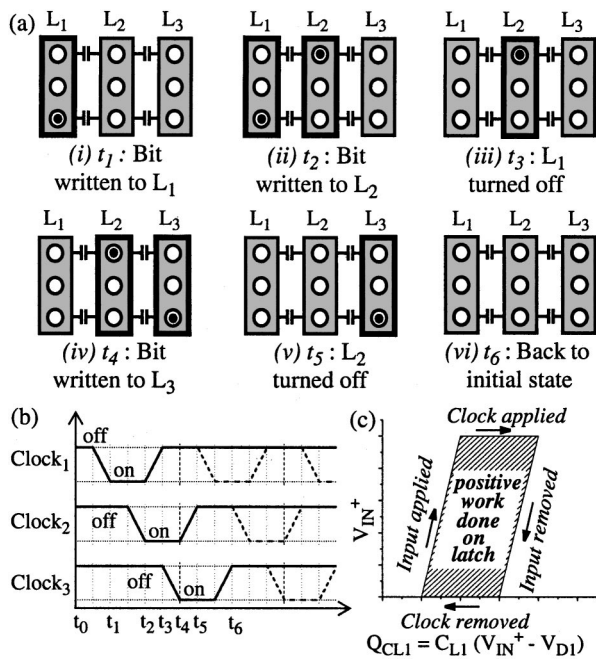 (a)
L1 L2 L3
L1 L2 L3
L1 L2 L3
(i) t1 : Bit
written to L1
(ii) t2 : Bit
written to L2
(iii) t3 : L1
turned off
L1 L2 L3
L1 L2 L3
L1 L2 L3
(iv) t4 : Bit
written to L3
(v) t5 : L2
turned off
(vi) t6 : Back to
initial state
(b)
off
Clock1
on
Clock2
off
on
Clock3
off
on
t0 t1 t2 t3 t4 t5 t6
(c)
Clock applied
VIN+
Input applied
positive
work
done
on
latch
Input removed
Clock removed
QCL1 = CL1 (VIN+ - VD1)